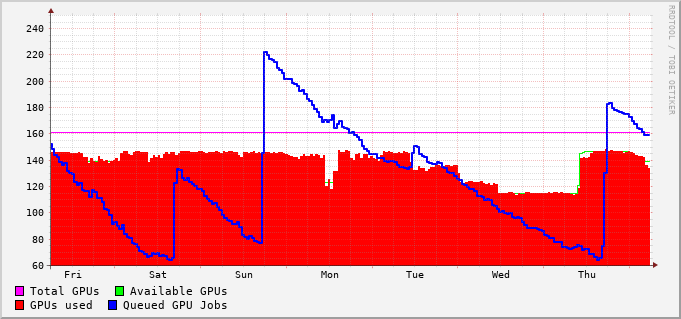 RRDTOOL / TOBI OETIKER
240
220
200
180
160
140
120
100
80
60
Fri Sat Sun Mon Tue Wed Thu
Total GPUs Available GPUs
GPUs used Queued GPU Jobs